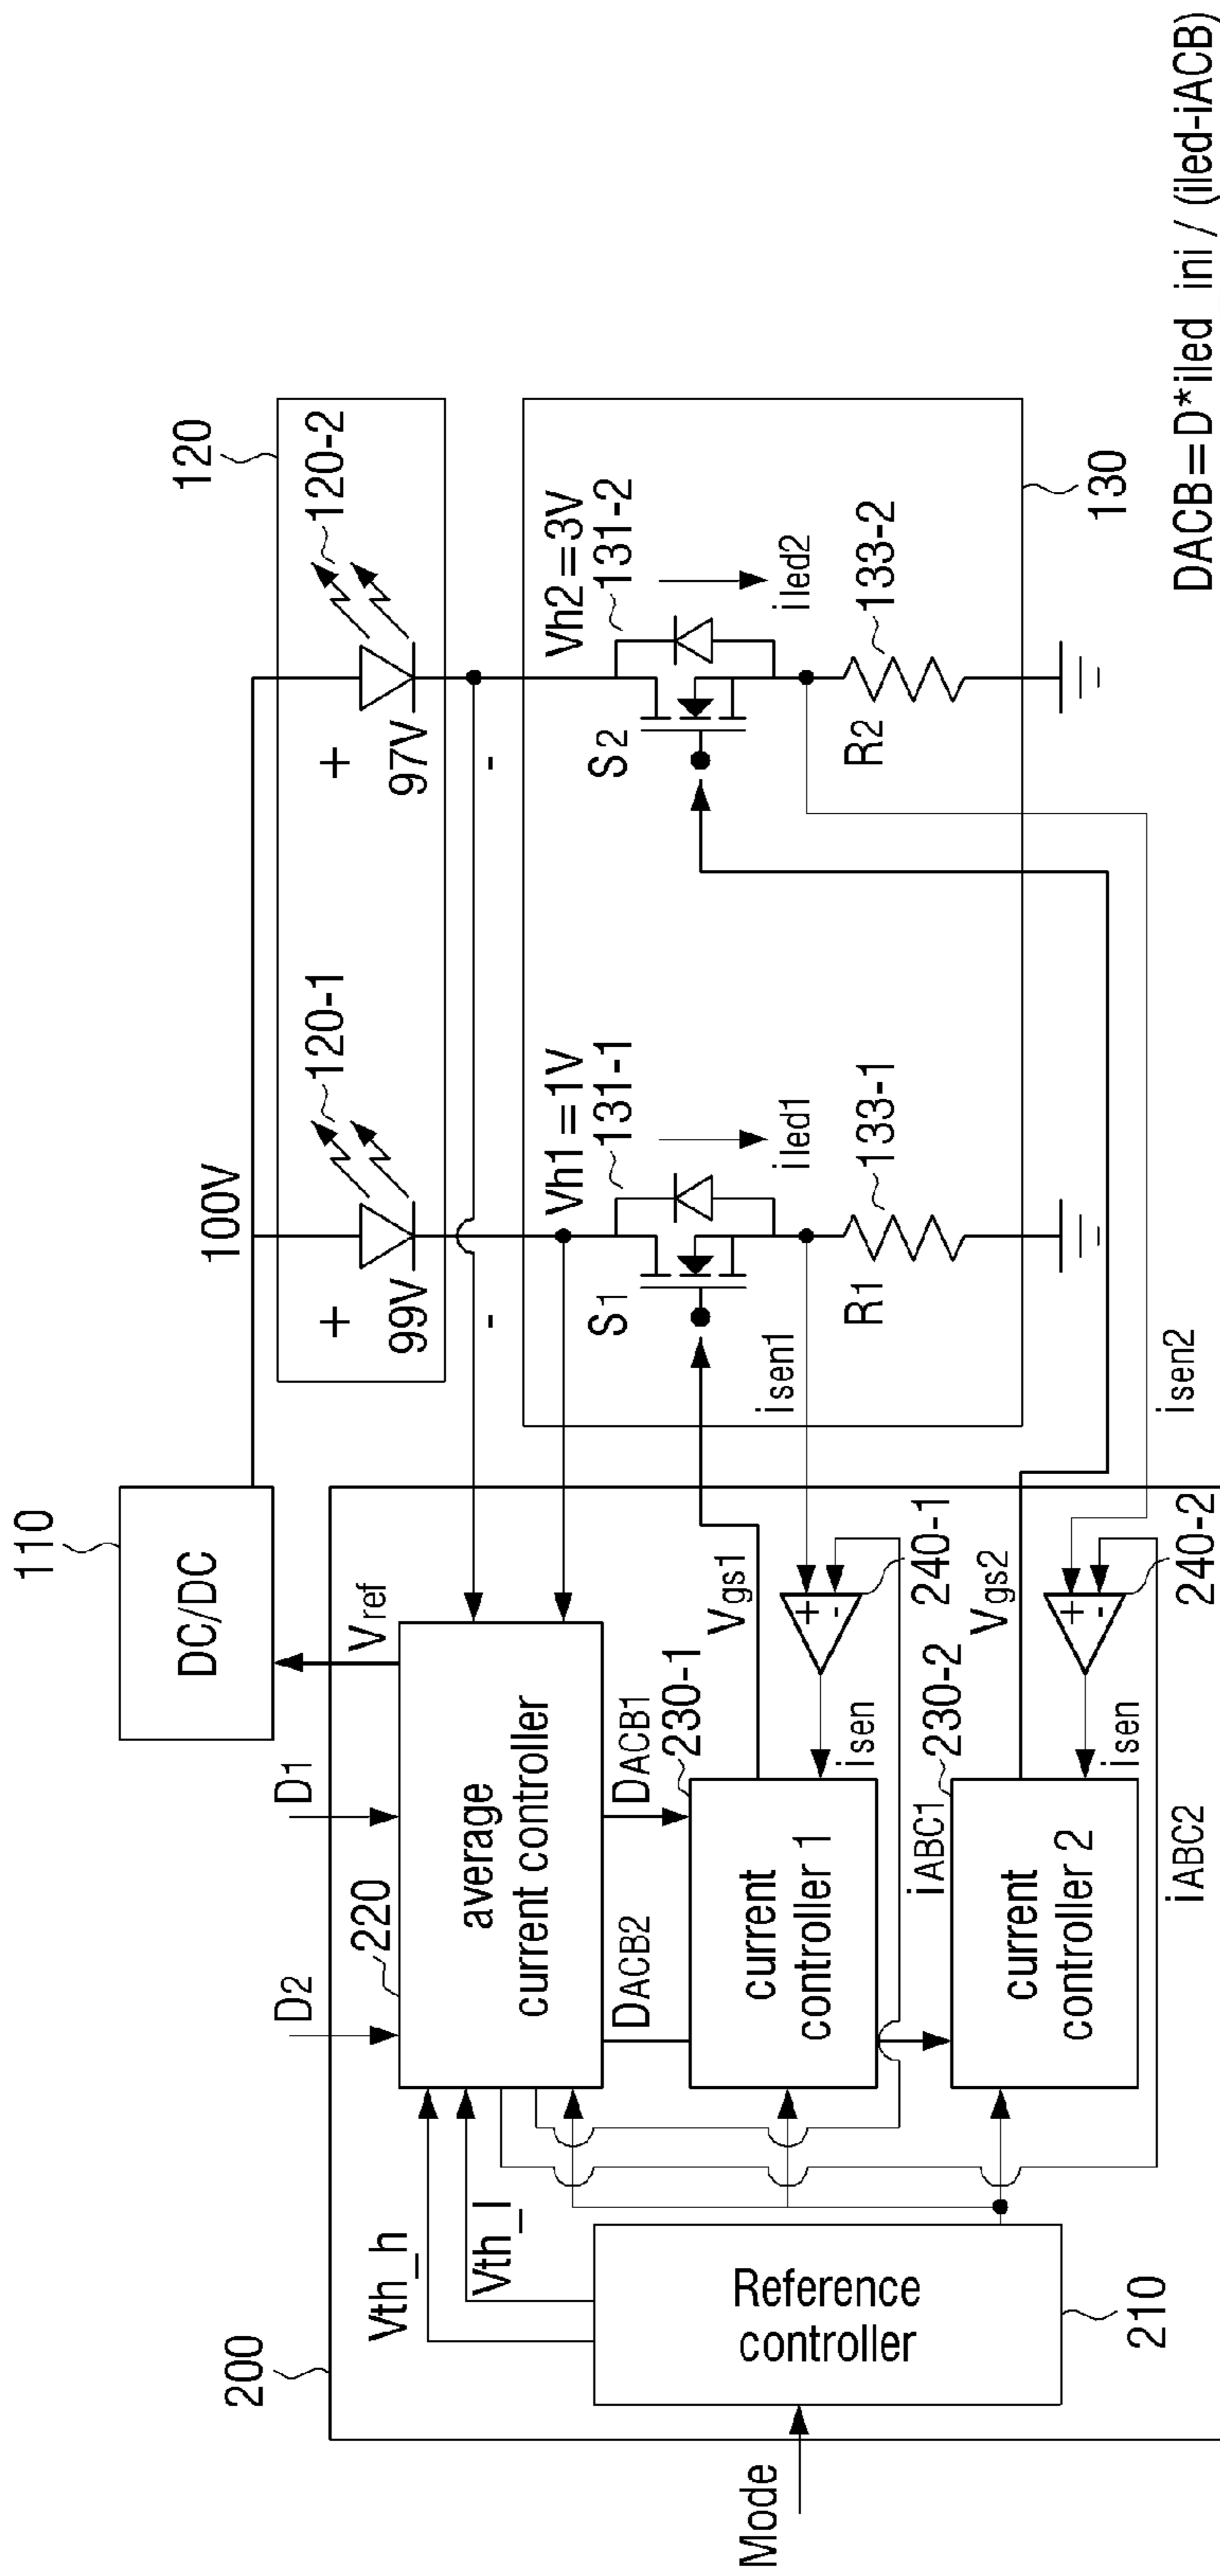 110
DC/DC
100V
120
120-1
120-2
+
99V
-
+
97V
-
D2
D1
Vref
200
220
average
current controller
Vth_h
Vth_l
Vh1=1V
131-1
S1
iled1
R1
133-1
Vh2=3V
131-2
S2
iled2
R2
133-2
130
DACB2
DACB1
230-1
Vgs1
isen1
current
controller 1
isen
+
-
240-1
Reference
controller
210
Mode
iABC1
230-2
Vgs2
current
controller 2
isen
+
-
240-2
iABC2
isen2
DACB=D*iled_ini / (iled-iACB)